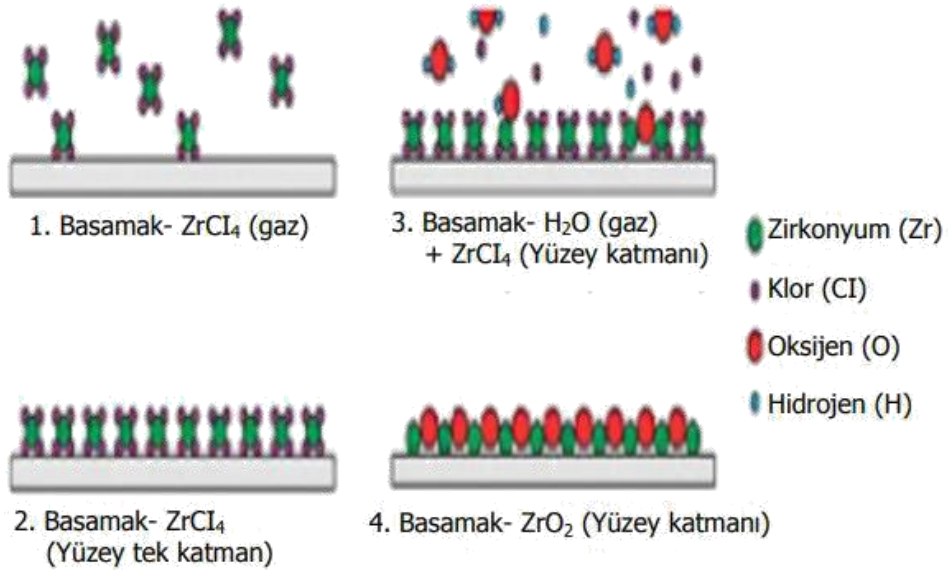 1. Basamak- ZrCI₄ (gaz)
3. Basamak- H₂O (gaz)
+ ZrCI₄ (Yüzey katmanı)
2. Basamak- ZrCI₄
(Yüzey tek katman)
4. Basamak- ZrO₂ (Yüzey katmanı)
Zirkonyum (Zr)
Klor (CI)
Oksijen (O)
Hidrojen (H)